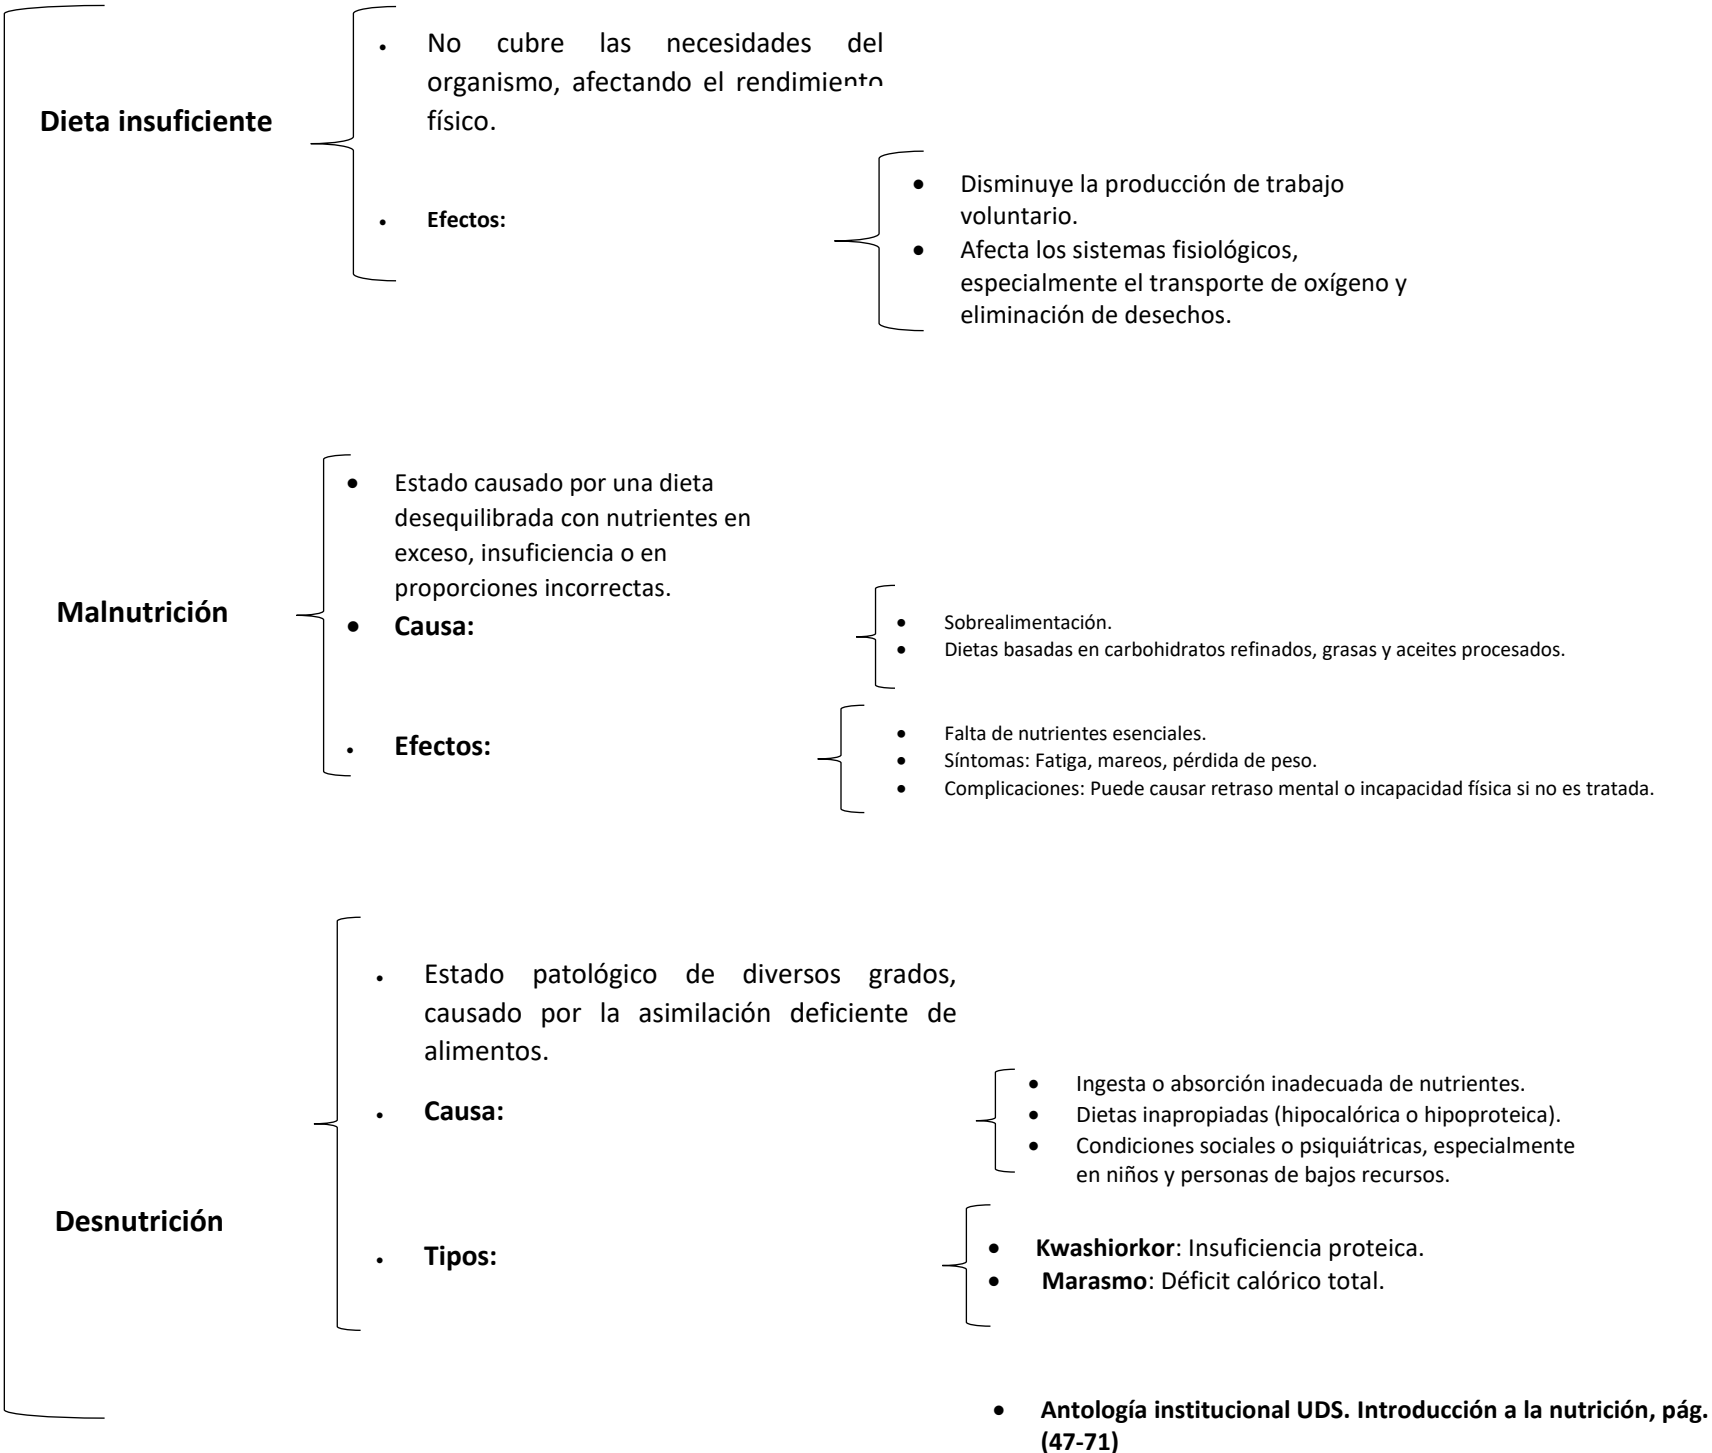 No cubre las necesidades del
organismo, afectando el rendimiento
físico.
Dieta insuficiente
• Efectos:
• Disminuye la producción de trabajo
voluntario.
• Afecta los sistemas fisiológicos,
especialmente el transporte de oxígeno y
eliminación de desechos.
• Estado causado por una dieta
desequilibrada con nutrientes en
exceso, insuficiencia o en
proporciones incorrectas.
Malnutrición
• Causa:
• Sobrealimentación.
• Dietas basadas en carbohidratos refinados, grasas y aceites procesados.
• Efectos:
• Falta de nutrientes esenciales.
• Síntomas: Fatiga, mareos, pérdida de peso.
• Complicaciones: Puede causar retraso mental o incapacidad física si no es tratada.
• Estado patológico de diversos grados,
causado por la asimilación deficiente de
alimentos.
• Causa:
• Ingesta o absorción inadecuada de nutrientes.
• Dietas inapropiadas (hipocalórica o hipoproteica).
• Condiciones sociales o psiquiátricas, especialmente
en niños y personas de bajos recursos.
Desnutrición
• Tipos:
• Kwashiorkor: Insuficiencia proteica.
• Marasmo: Déficit calórico total.
• Antología institucional UDS. Introducción a la nutrición, pág.
(47-71)